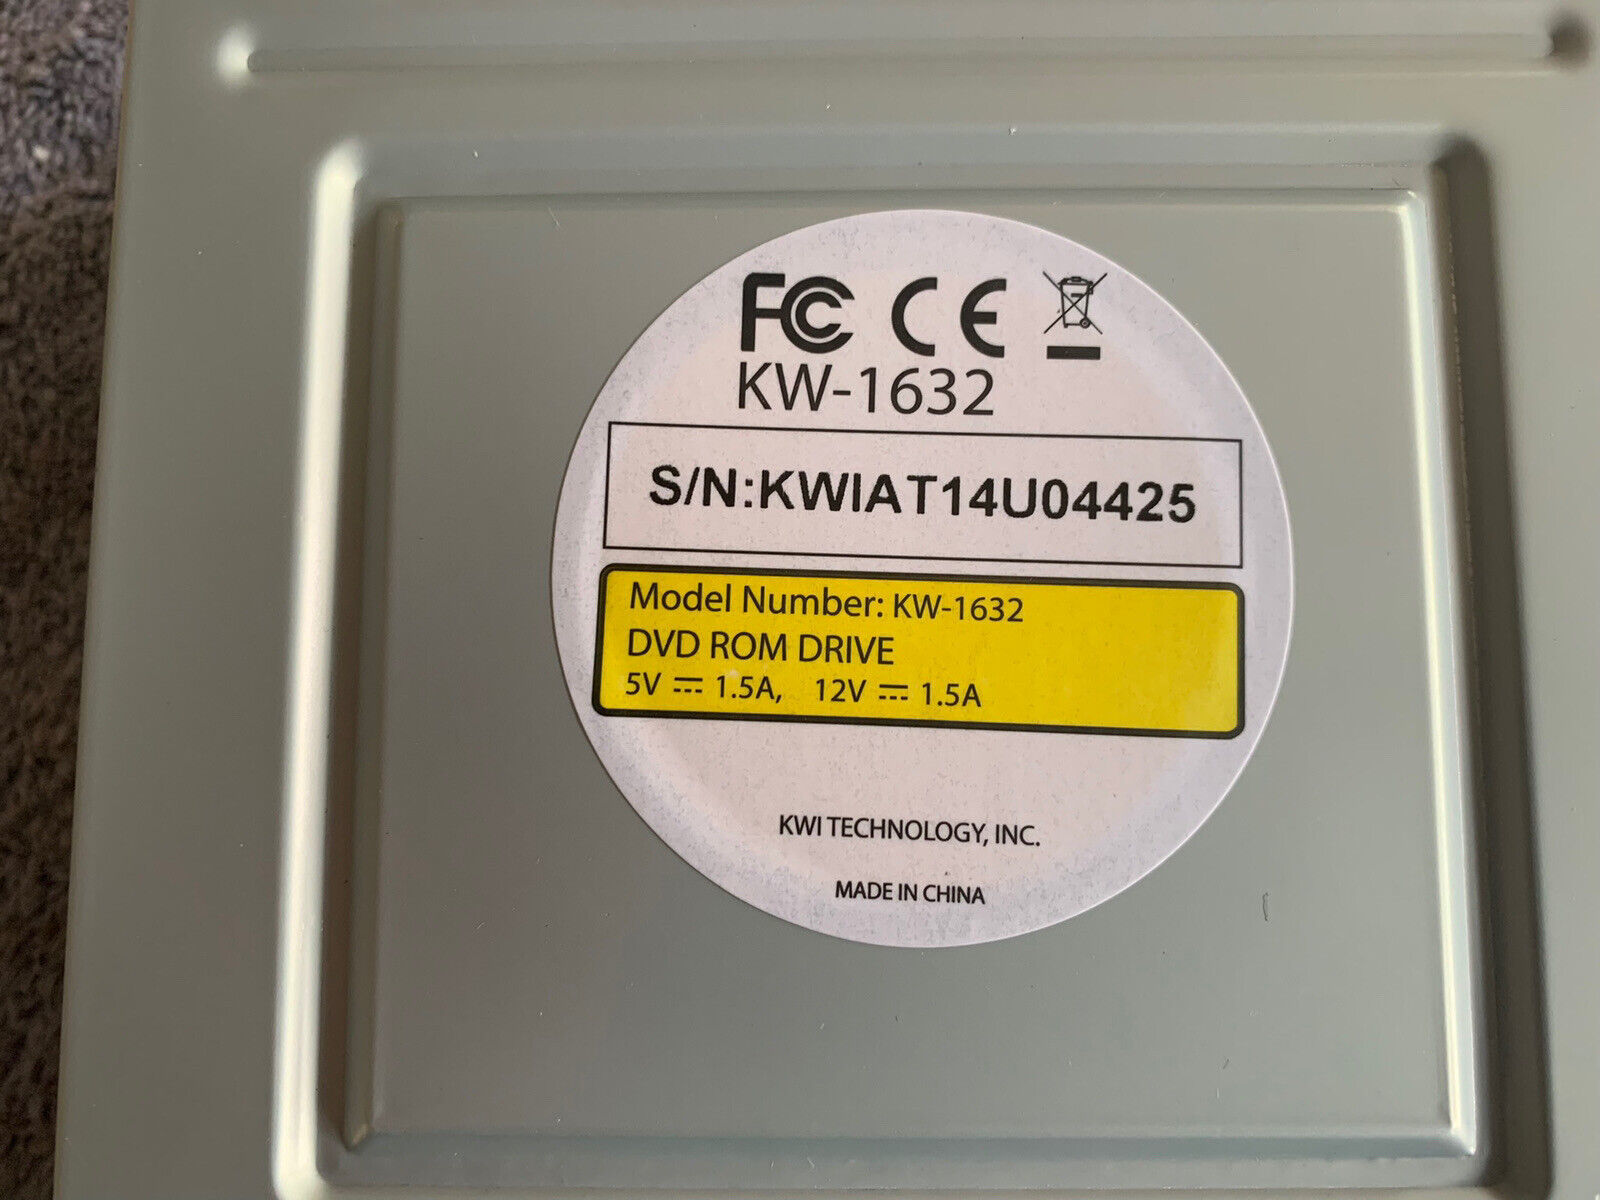 FC CE
KW-1632
S/N:KWIAT14U04425
Model Number: KW-1632
DVD ROM DRIVE
5V ⎓ 1.5A, 12V ⎓ 1.5A
KWI TECHNOLOGY, INC.
MADE IN CHINA